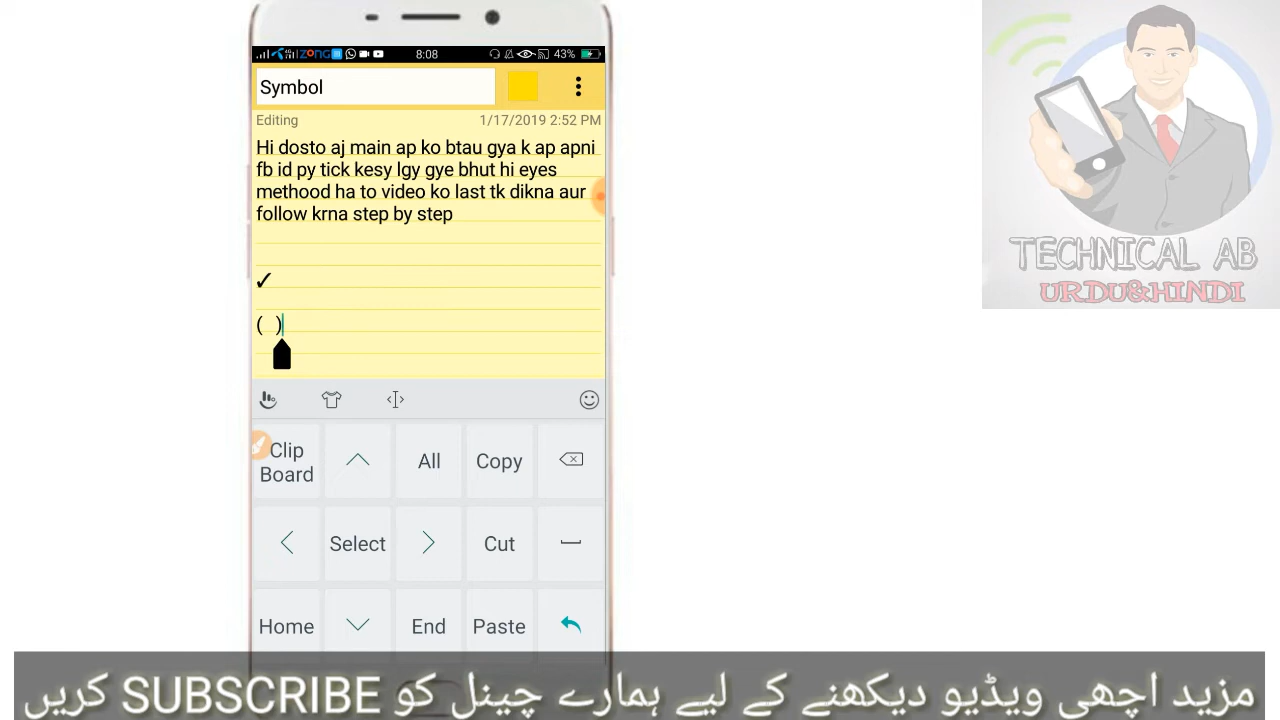 ZONG 8:08 43%
Symbol
Editing 1/17/2019 2:52 PM
Hi dosto aj main ap ko btau gya k ap apni
fb id py tick kesy lgy gye bhut hi eyes
methood ha to video ko last tk dikna aur
follow krna step by step
✓
( )
Clip
Board
All
Copy
Select
Cut
Home
End
Paste
TECHNICAL AB
URDU&HINDI
مزید اچھی ویڈیو دیکھنے کے لیے ہمارے چینل کو SUBSCRIBE کریں